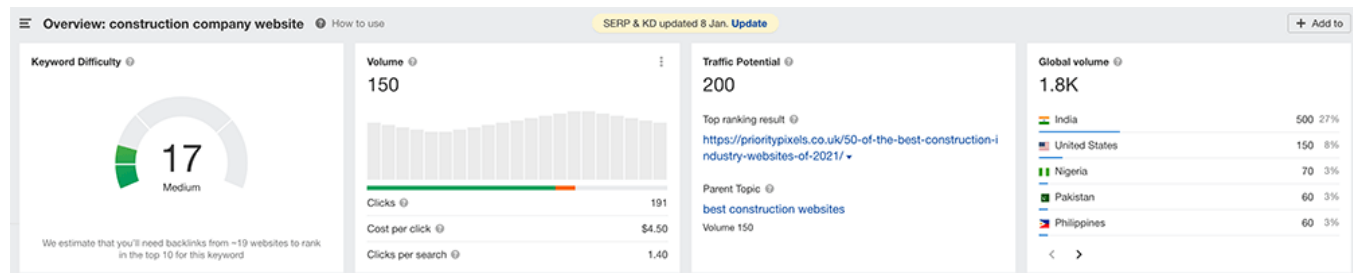 Overview: construction company website How to use
SERP & KD updated 8 Jan. Update
+ Add to
Keyword Difficulty
17
Medium
We estimate that you'll need backlinks from ~19 websites to rank
in the top 10 for this keyword
Volume
150
Clicks 191
Cost per click $4.50
Clicks per search 1.40
Traffic Potential
200
Top ranking result
https://prioritypixels.co.uk/50-of-the-best-construction-i
ndustry-websites-of-2021/
Parent Topic
best construction websites
Volume 150
Global volume
1.8K
India 500 27%
United States 150 8%
Nigeria 70 3%
Pakistan 60 3%
Philippines 60 3%